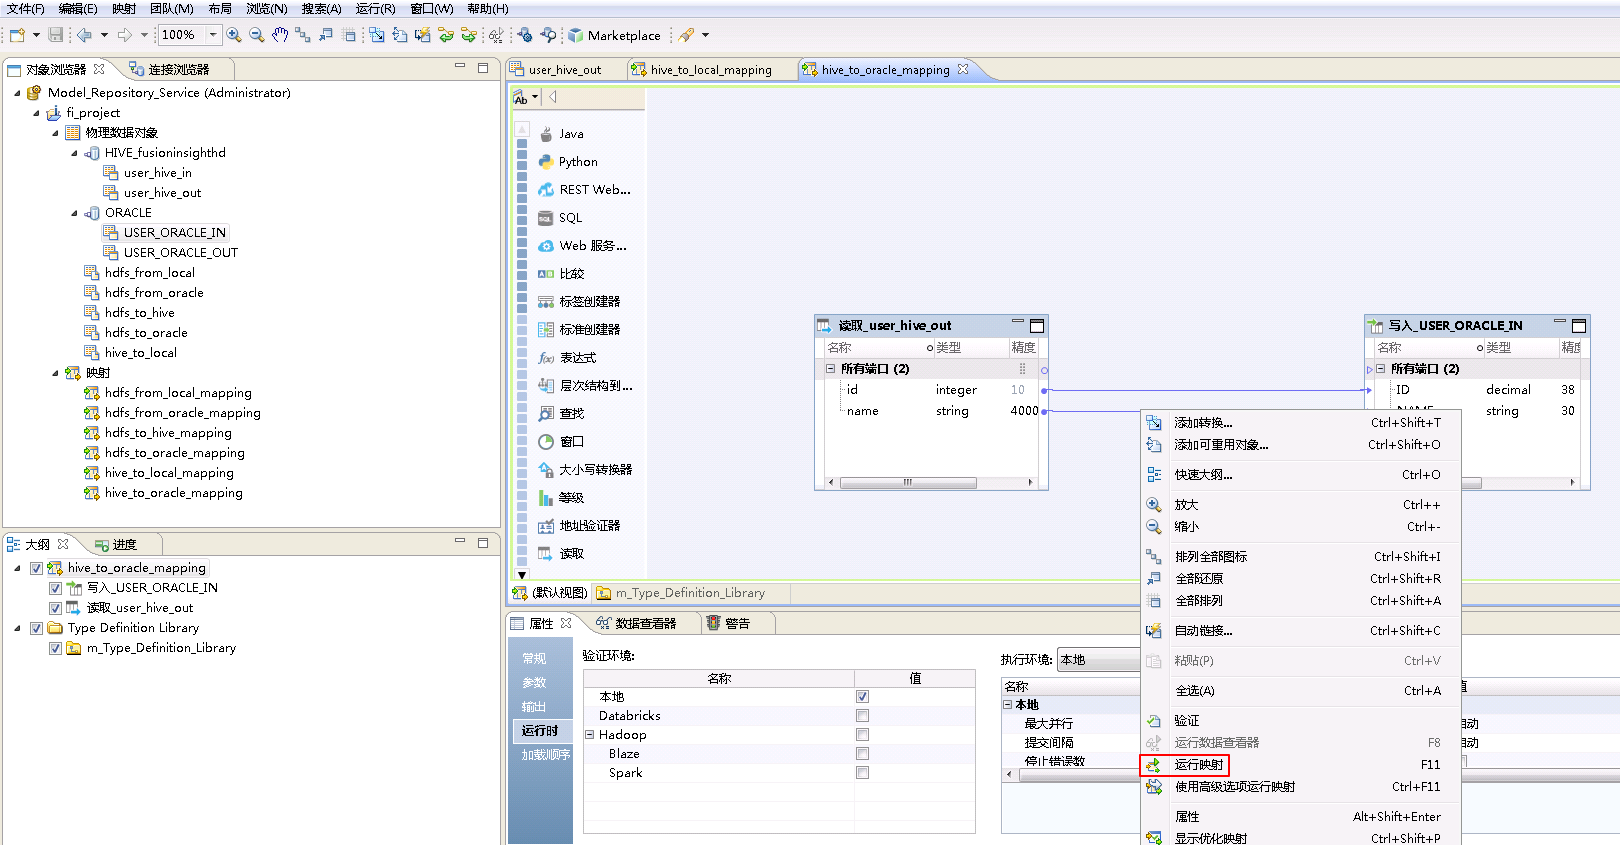 文件(F) 编辑(E) 映射 团队(M) 布局 浏览(N) 搜索(A) 运行(R) 窗口(W) 帮助(H)
100% Marketplace
对象浏览器 连接浏览器
Model_Repository_Service (Administrator)
fi_project
物理数据对象
HIVE_fusioninsighthd
user_hive_in
user_hive_out
ORACLE
USER_ORACLE_IN
USER_ORACLE_OUT
hdfs_from_local
hdfs_from_oracle
hdfs_to_hive
hdfs_to_oracle
hive_to_local
映射
hdfs_from_local_mapping
hdfs_from_oracle_mapping
hdfs_to_hive_mapping
hdfs_to_oracle_mapping
hive_to_local_mapping
hive_to_oracle_mapping
大纲 进度
hive_to_oracle_mapping
写入_USER_ORACLE_IN
读取_user_hive_out
Type Definition Library
m_Type_Definition_Library
user_hive_out hive_to_local_mapping hive_to_oracle_mapping
Ab
Java
Python
REST Web...
SQL
Web 服务...
比较
标签创建器
标准创建器
表达式
层次结构到...
查找
窗口
大小写转换器
等级
地址验证器
读取
读取_user_hive_out
名称 类型 精度
所有端口 (2)
id integer 10
name string 4000
写入_USER_ORACLE_IN
名称 类型 精度
所有端口 (2)
ID decimal 38
NAME string 30
(默认视图) m_Type_Definition_Library
属性 数据查看器 警告
常规
参数
输出
运行时
加载顺序
验证环境:
名称 值
本地
Databricks
Hadoop
Blaze
Spark
执行环境: 本地
名称 值
本地
最大并行 自动
提交间隔 自动
停止错误数
添加转换... Ctrl+Shift+T
添加可重用对象... Ctrl+Shift+O
快速大纲... Ctrl+O
放大 Ctrl++
缩小 Ctrl+-
排列全部图标 Ctrl+Shift+I
全部还原 Ctrl+Shift+R
全部排列 Ctrl+Shift+A
自动链接... Ctrl+Shift+C
粘贴(P) Ctrl+V
全选(A) Ctrl+A
验证
运行数据查看器 F8
运行映射 F11
使用高级选项运行映射 Ctrl+F11
属性 Alt+Shift+Enter
显示优化映射 Ctrl+Shift+P